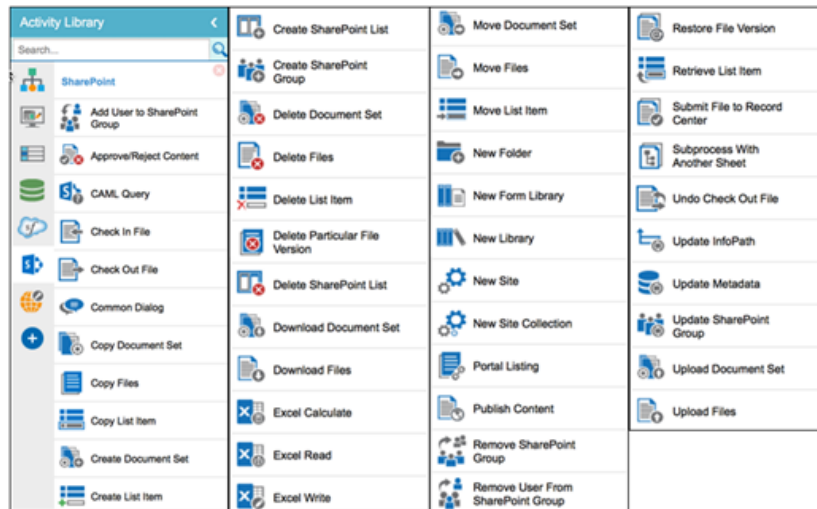 Activity Library
Search...
SharePoint
Add User to SharePoint
Group
Approve/Reject Content
CAML Query
Check In File
Check Out File
Common Dialog
Copy Document Set
Copy Files
Copy List Item
Create Document Set
Create List Item
Create SharePoint List
Create SharePoint
Group
Delete Document Set
Delete Files
Delete List Item
Delete Particular File
Version
Delete SharePoint List
Download Document Set
Download Files
Excel Calculate
Excel Read
Excel Write
Move Document Set
Move Files
Move List Item
New Folder
New Form Library
New Library
New Site
New Site Collection
Portal Listing
Publish Content
Remove SharePoint
Group
Remove User From
SharePoint Group
Restore File Version
Retrieve List Item
Submit File to Record
Center
Subprocess With
Another Sheet
Undo Check Out File
Update InfoPath
Update Metadata
Update SharePoint
Group
Upload Document Set
Upload Files